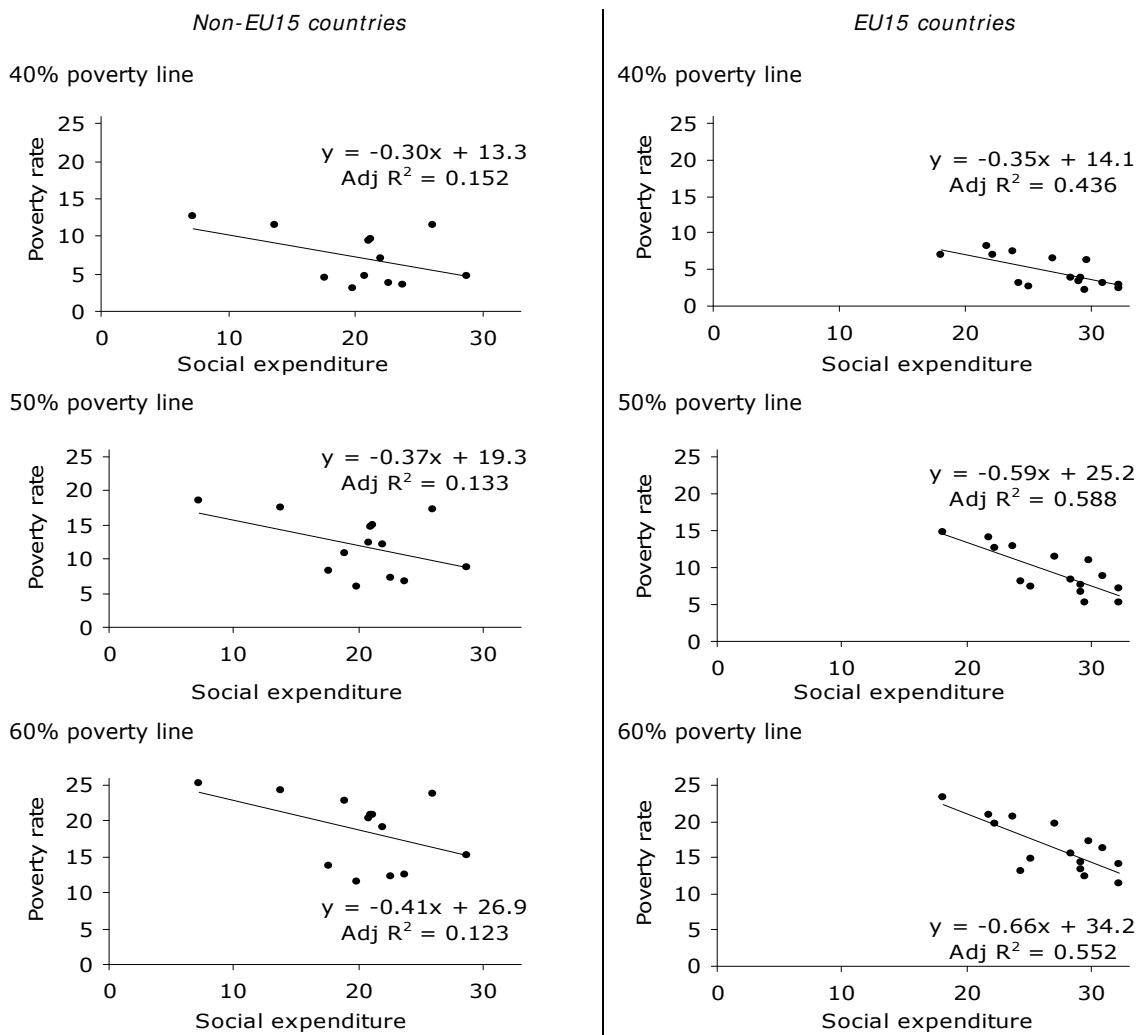 Non-EU15 countries
40% poverty line
Poverty rate
25
20
15
10
5
0
y = -0.30x + 13.3
Adj R² = 0.152
0 10 20 30
Social expenditure
50% poverty line
Poverty rate
25
20
15
10
5
0
y = -0.37x + 19.3
Adj R² = 0.133
0 10 20 30
Social expenditure
60% poverty line
Poverty rate
25
20
15
10
5
0
y = -0.41x + 26.9
Adj R² = 0.123
0 10 20 30
Social expenditure
EU15 countries
40% poverty line
Poverty rate
25
20
15
10
5
0
y = -0.35x + 14.1
Adj R² = 0.436
0 10 20 30
Social expenditure
50% poverty line
Poverty rate
25
20
15
10
5
0
y = -0.59x + 25.2
Adj R² = 0.588
0 10 20 30
Social expenditure
60% poverty line
Poverty rate
25
20
15
10
5
0
y = -0.66x + 34.2
Adj R² = 0.552
0 10 20 30
Social expenditure